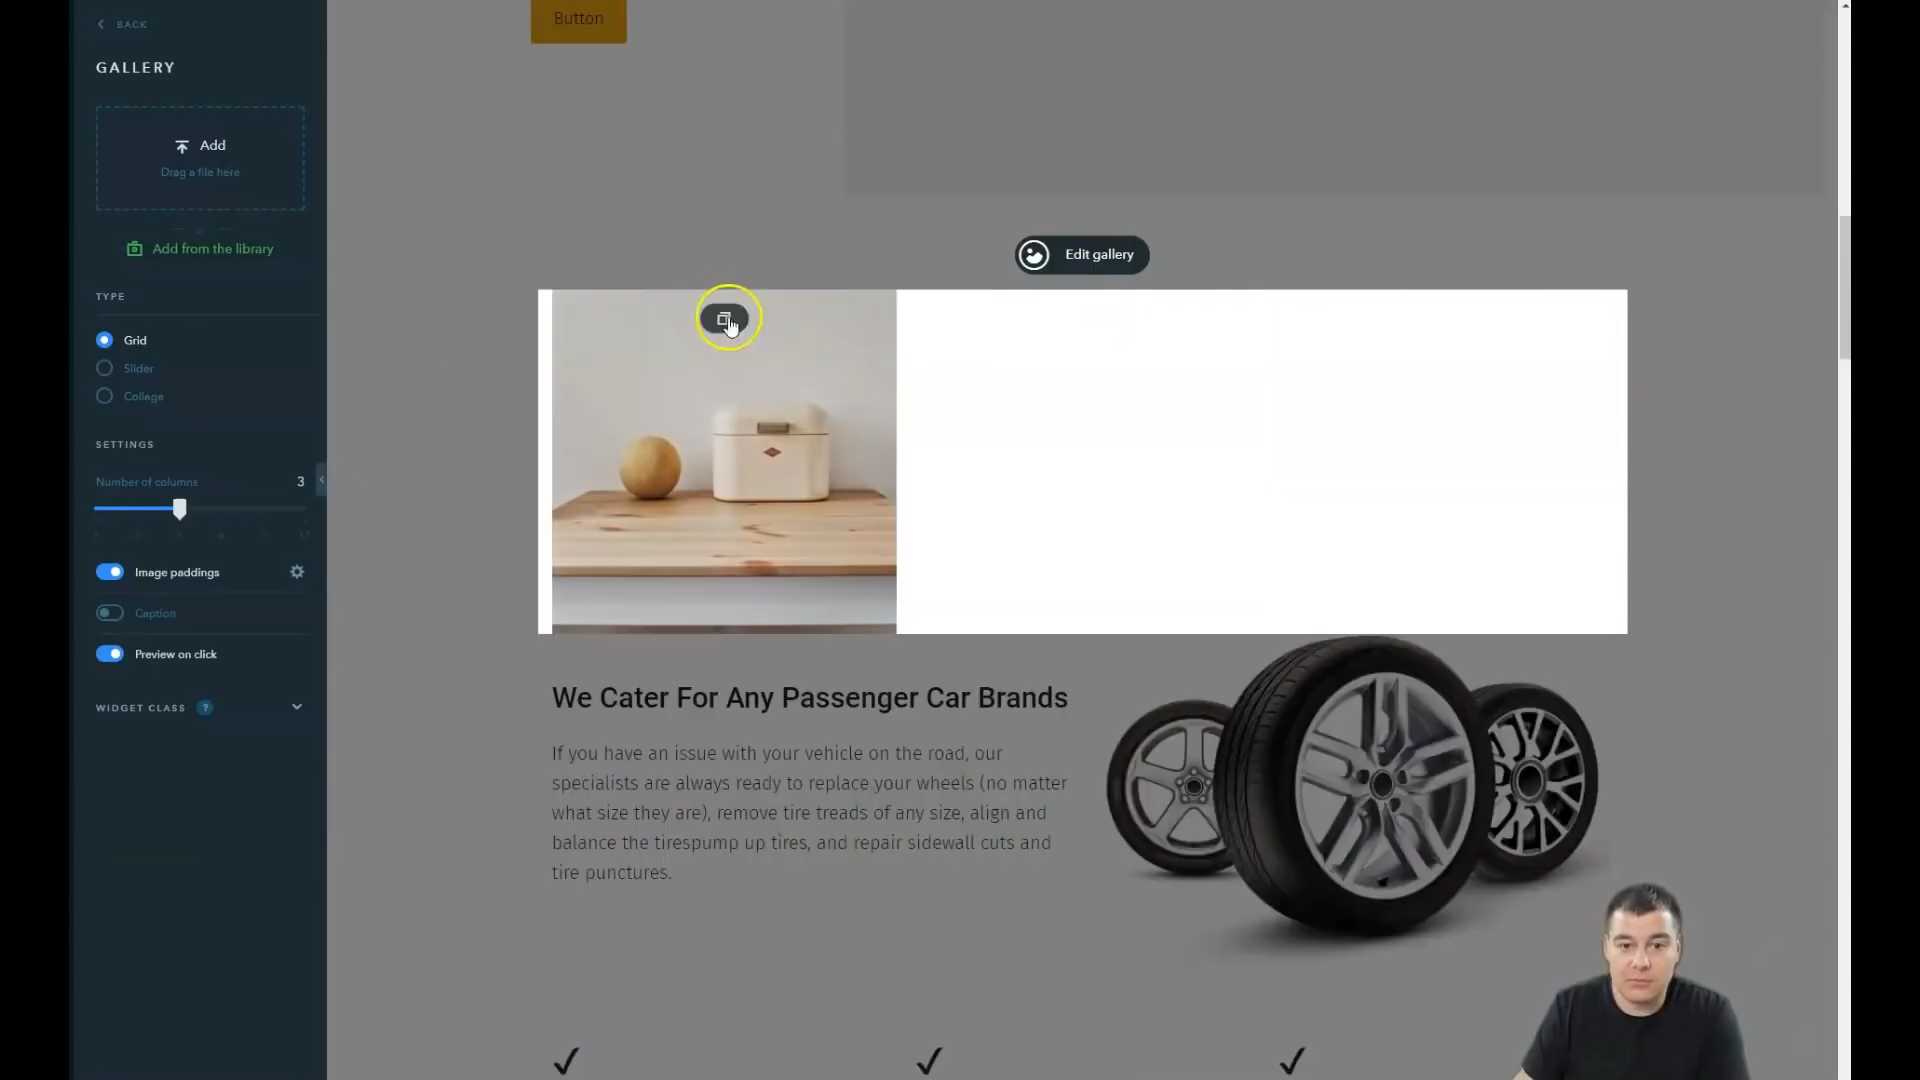 BACK
GALLERY
Add
Drag a file here
Add from the library
TYPE
Grid
Slider
Collage
SETTINGS
Number of columns 3
Image paddings
Caption
Preview on click
WIDGET CLASS ?
Button
Edit gallery
We Cater For Any Passenger Car Brands
If you have an issue with your vehicle on the road, our
specialists are always ready to replace your wheels (no matter
what size they are), remove tire treads of any size, align and
balance the tirespump up tires, and repair sidewall cuts and
tire punctures.